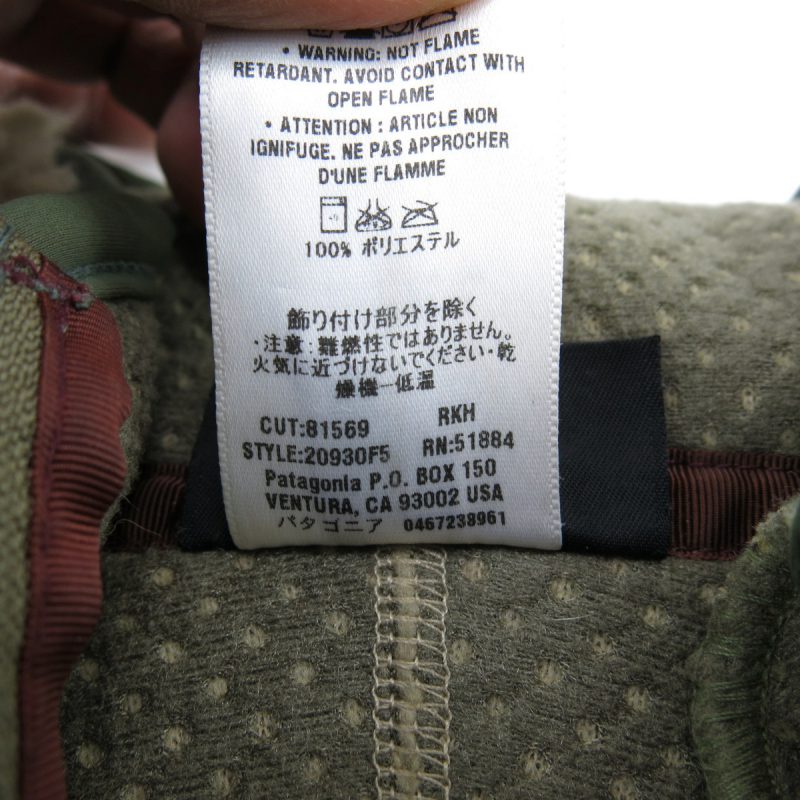 • WARNING: NOT FLAME
RETARDANT. AVOID CONTACT WITH
OPEN FLAME
• ATTENTION : ARTICLE NON
IGNIFUGE. NE PAS APPROCHER
D'UNE FLAMME
100% ポリエステル
飾り付け部分を除く
・注意：難燃性ではありません。
火気に近づけないでください・乾
燥機一低温
CUT:81569 RKH
STYLE:20930F5 RN:51884
Patagonia P.O. BOX 150
VENTURA, CA 93002 USA
パタゴニア 0467238961